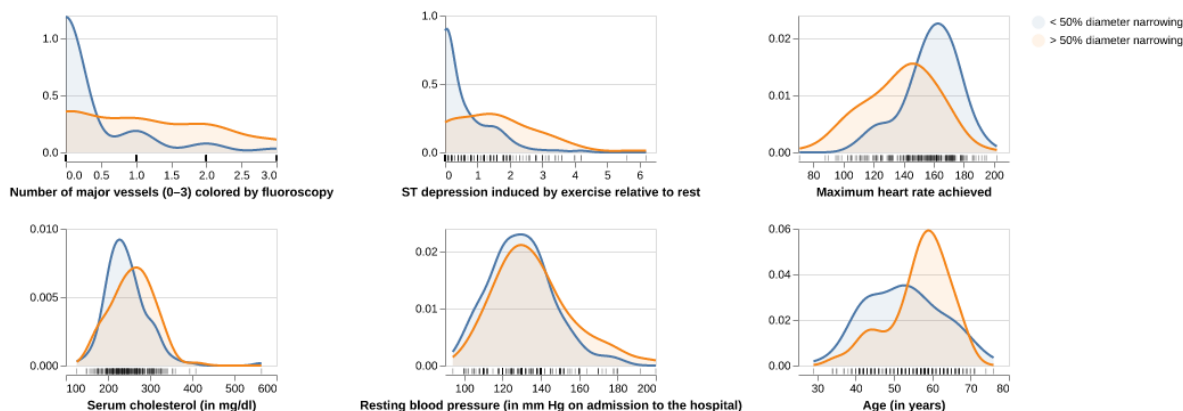 1.0
0.5
0.0
0.0 0.5 1.0 1.5 2.0 2.5 3.0
Number of major vessels (0–3) colored by fluoroscopy
1.0
0.5
0.0
0 1 2 3 4 5 6
ST depression induced by exercise relative to rest
0.02
0.01
0.00
80 100 120 140 160 180 200
Maximum heart rate achieved
< 50% diameter narrowing
> 50% diameter narrowing
0.010
0.005
0.000
100 200 300 400 500 600
Serum cholesterol (in mg/dl)
0.02
0.01
0.00
100 120 140 160 180 200
Resting blood pressure (in mm Hg on admission to the hospital)
0.06
0.04
0.02
0.00
30 40 50 60 70 80
Age (in years)